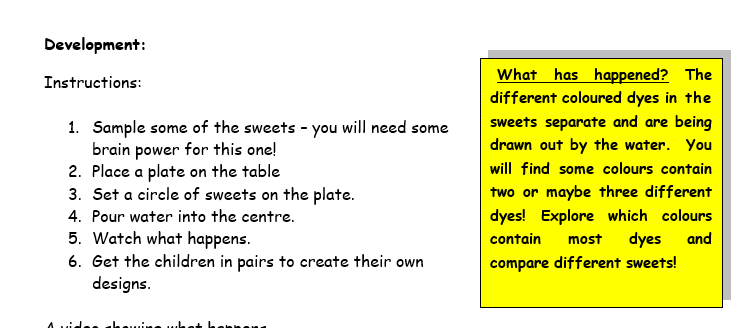 Development:
Instructions:
1. Sample some of the sweets – you will need some
brain power for this one!
2. Place a plate on the table
3. Set a circle of sweets on the plate.
4. Pour water into the centre.
5. Watch what happens.
6. Get the children in pairs to create their own
designs.
A video showing what happens
What has happened? The
different coloured dyes in the
sweets separate and are being
drawn out by the water. You
will find some colours contain
two or maybe three different
dyes! Explore which colours
contain most dyes and
compare different sweets!